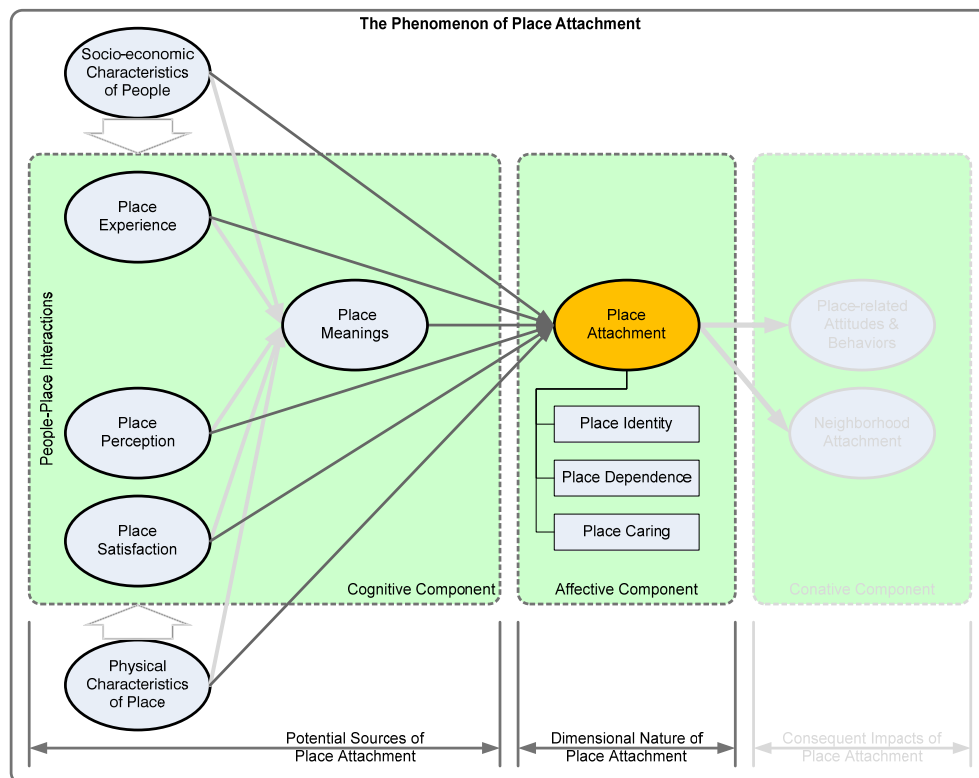 The Phenomenon of Place Attachment
Socio-economic
Characteristics
of People
Place
Experience
People-Place Interactions
Place
Meanings
Place
Perception
Place
Satisfaction
Cognitive Component
Physical
Characteristics
of Place
Place
Attachment
Place Identity
Place Dependence
Place Caring
Affective Component
Place-related
Attitudes &
Behaviors
Neighborhood
Attachment
Conative Component
Potential Sources of
Place Attachment
Dimensional Nature of
Place Attachment
Consequent Impacts of
Place Attachment